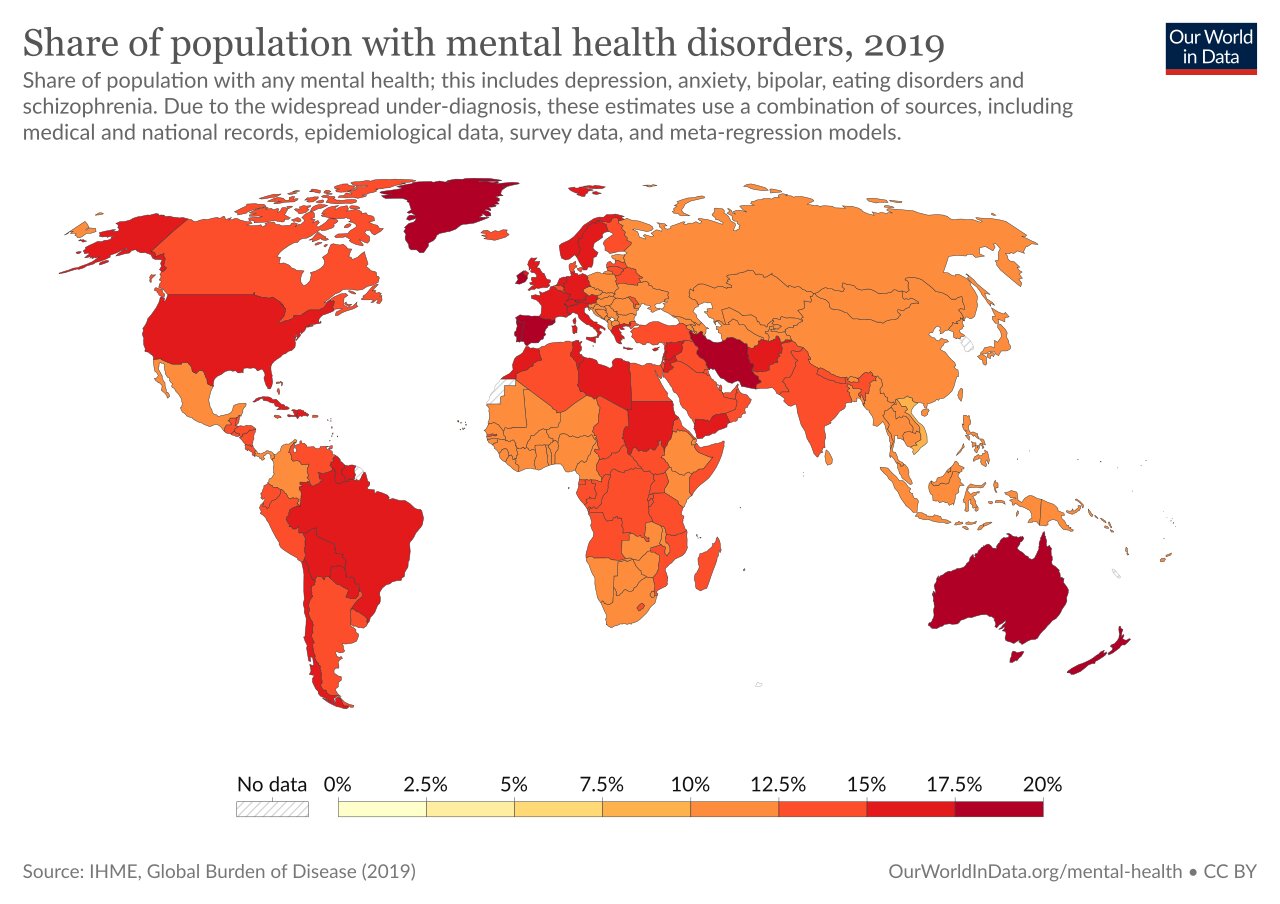 Share of population with mental health disorders, 2019
Our World
in Data
Share of population with any mental health; this includes depression, anxiety, bipolar, eating disorders and
schizophrenia. Due to the widespread under-diagnosis, these estimates use a combination of sources, including
medical and national records, epidemiological data, survey data, and meta-regression models.
No data 0% 2.5% 5% 7.5% 10% 12.5% 15% 17.5% 20%
Source: IHME, Global Burden of Disease (2019)
OurWorldInData.org/mental-health • CC BY